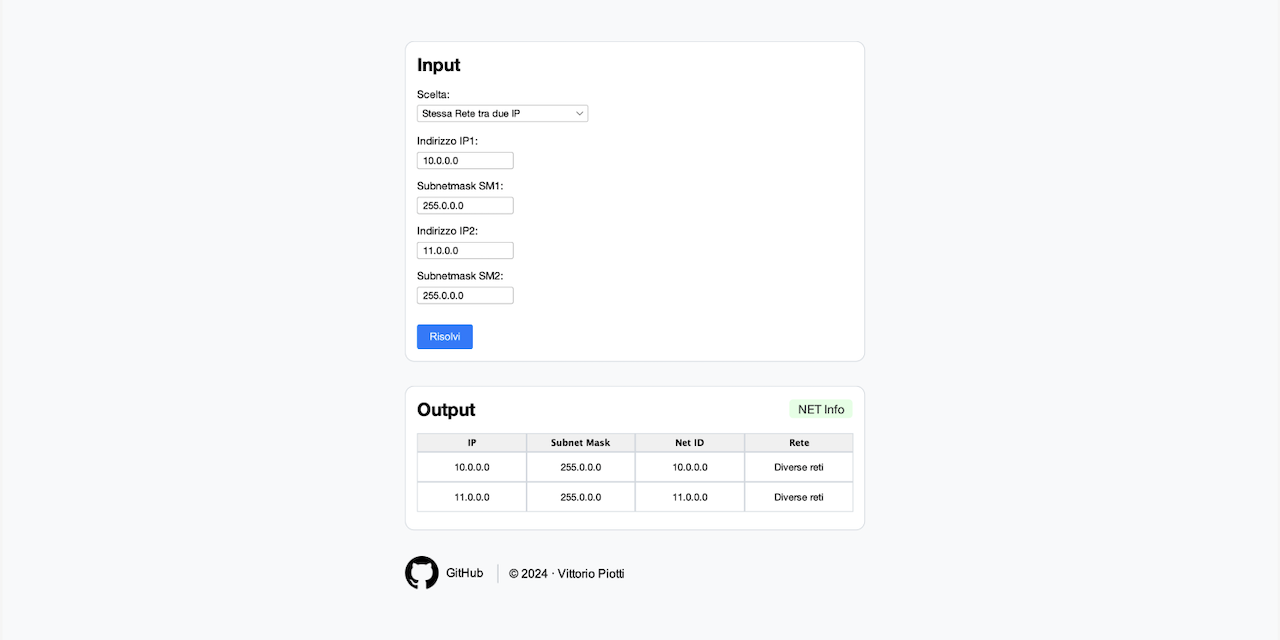 Input
Scelta:
Stessa Rete tra due IP
Indirizzo IP1:
10.0.0.0
Subnetmask SM1:
255.0.0.0
Indirizzo IP2:
11.0.0.0
Subnetmask SM2:
255.0.0.0
Risolvi
Output NET Info
IP Subnet Mask Net ID Rete
10.0.0.0 255.0.0.0 10.0.0.0 Diverse reti
11.0.0.0 255.0.0.0 11.0.0.0 Diverse reti
GitHub © 2024 · Vittorio Piotti